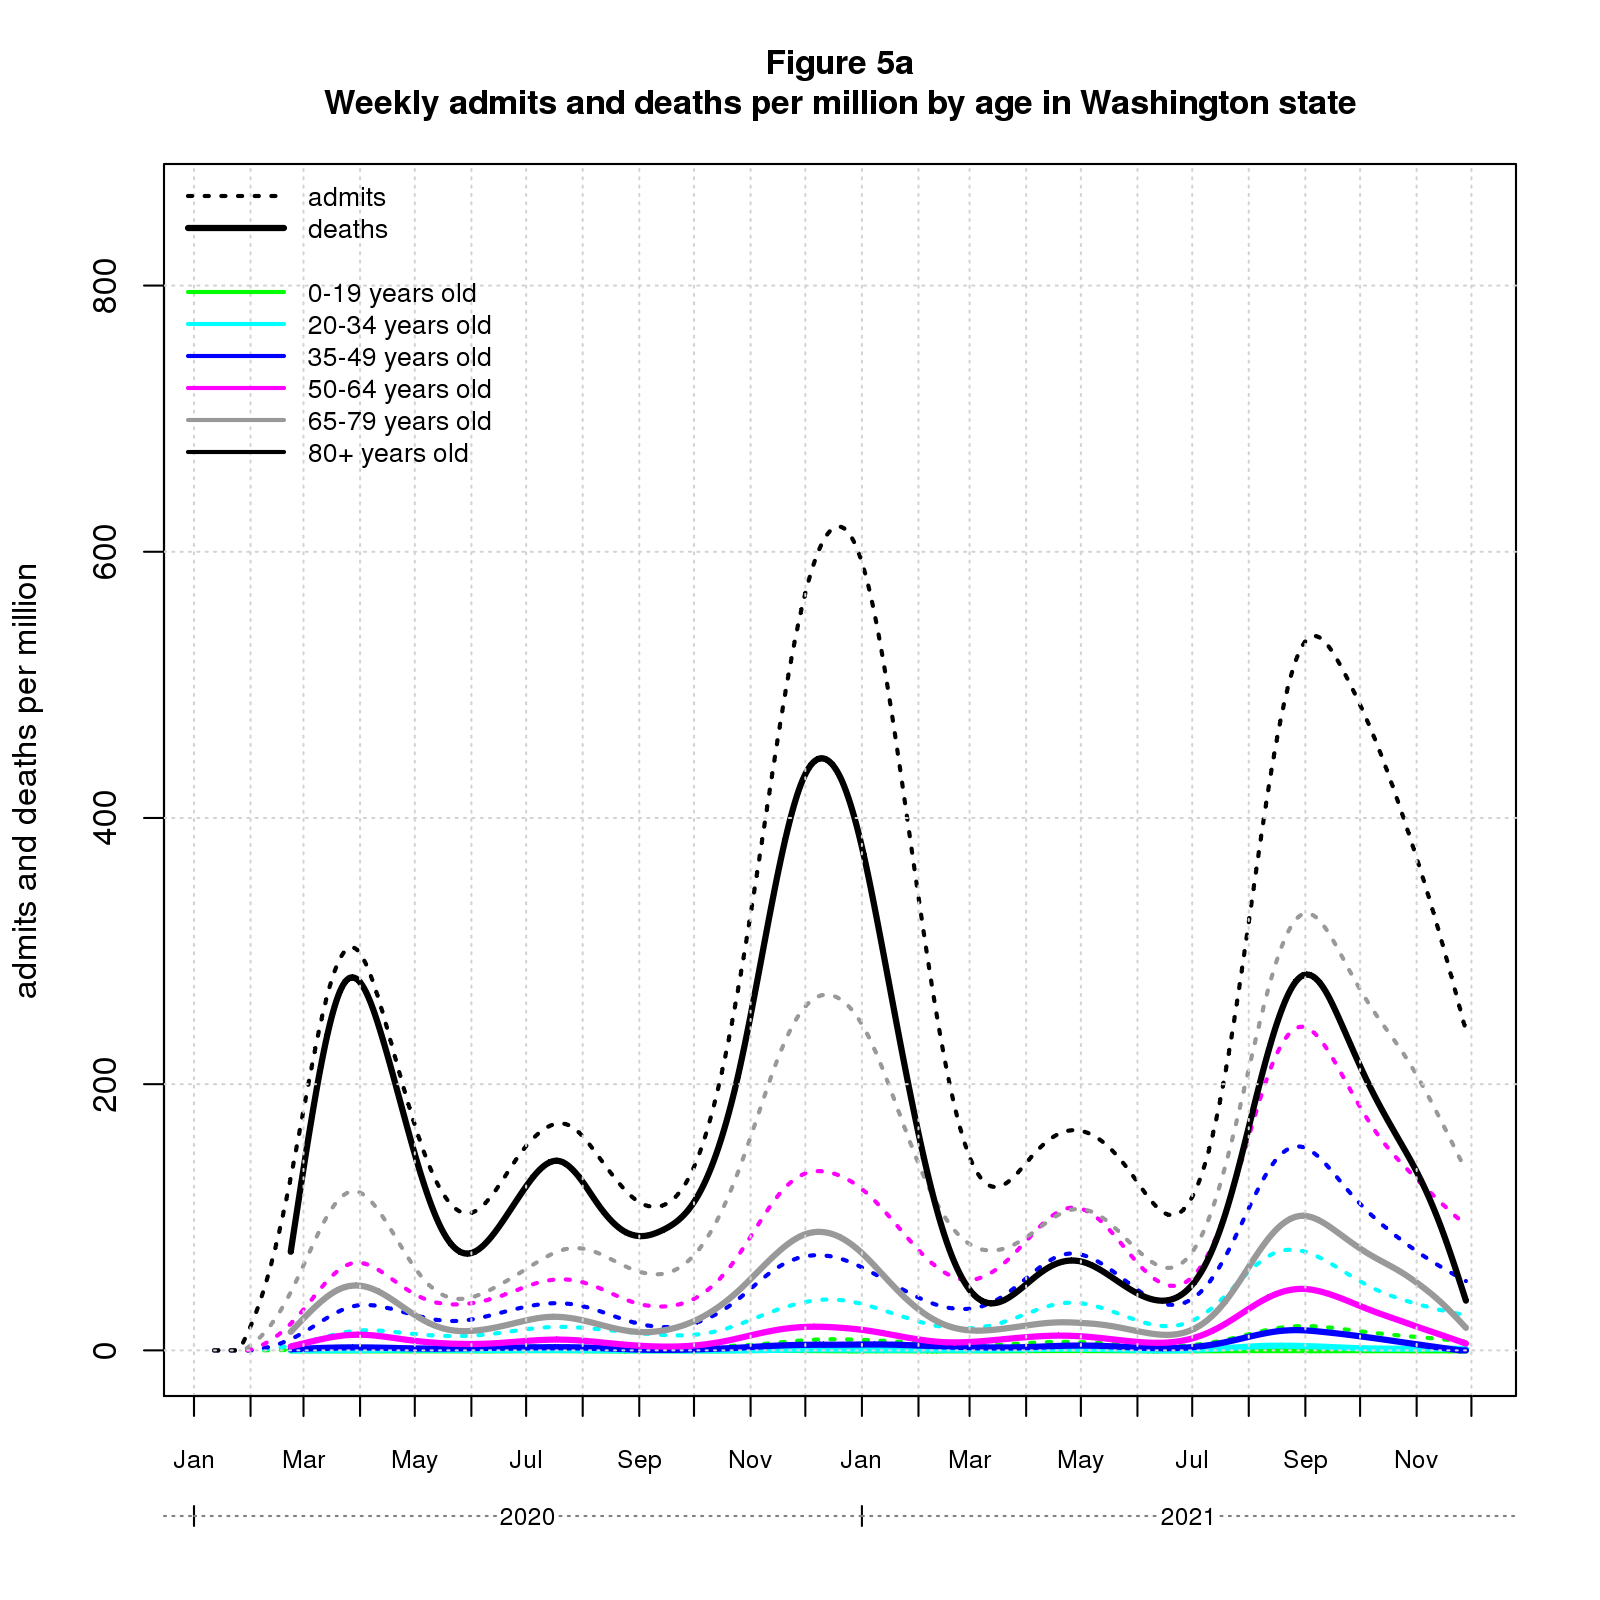 Figure 5a
Weekly admits and deaths per million by age in Washington state
admits
deaths
0-19 years old
20-34 years old
35-49 years old
50-64 years old
65-79 years old
80+ years old
admits and deaths per million
800
600
400
200
0
Jan Mar May Jul Sep Nov Jan Mar May Jul Sep Nov
2020 2021